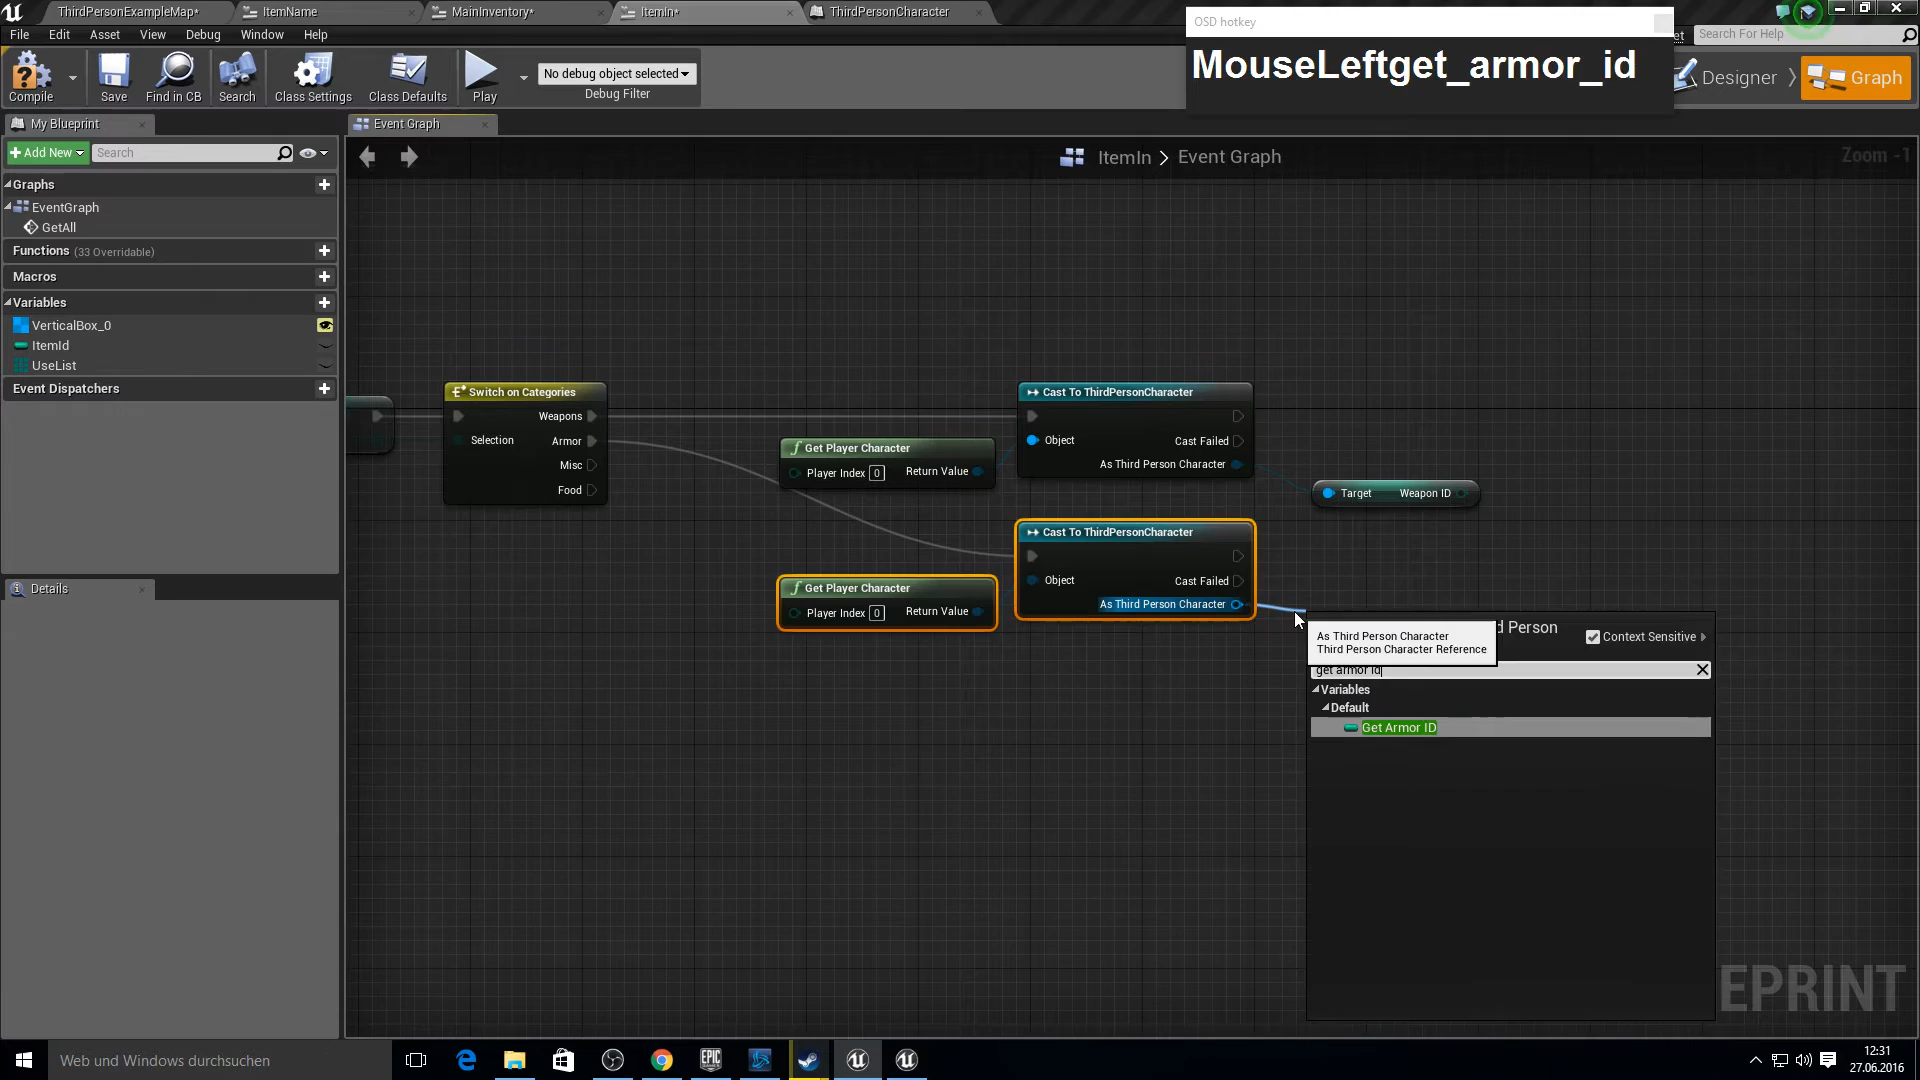 ThirdPersonExampleMap*
ItemName
MainInventory*
ItemIn*
ThirdPersonCharacter
OSD hotkey
MouseLeftget_armor_id
Search For Help
File Edit Asset View Debug Window Help
Compile
Save
Find in CB
Search
Class Settings
Class Defaults
Play
No debug object selected
Debug Filter
Designer
Graph
My Blueprint
Event Graph
Add New
Search
ItemIn > Event Graph
Zoom -1
Graphs
EventGraph
GetAll
Functions (33 Overridable)
Macros
Variables
VerticalBox_0
ItemId
UseList
Event Dispatchers
Details
Switch on Categories
Weapons
Selection
Armor
Misc
Food
Get Player Character
Player Index 0 Return Value
Cast To ThirdPersonCharacter
Object
Cast Failed
As Third Person Character
Target Weapon ID
Cast To ThirdPersonCharacter
Object
Cast Failed
As Third Person Character
Get Player Character
Player Index 0 Return Value
As Third Person Character
Third Person Character Reference
d Person
Context Sensitive
get armor id
Variables
Default
Get Armor ID
EPRINT
Web und Windows durchsuchen
EPIC
12:31
27.06.2016